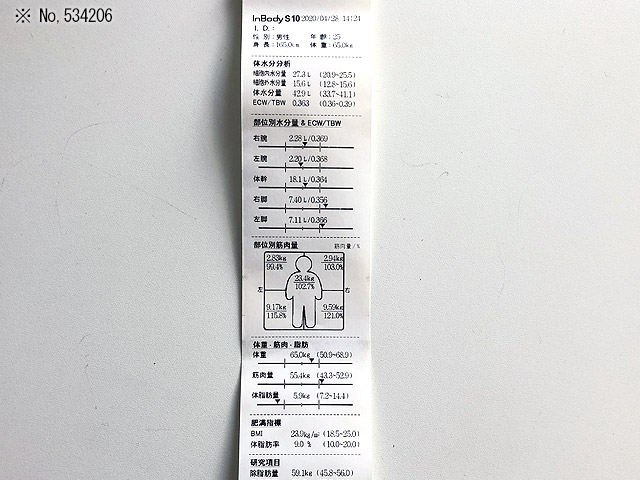 ※ No,534206
InBody S10 2020/04/28 14:24
I. D. :
性 別 : 男性 年 齢 : 25
身 長 : 165.0cm 体 重 : 65.0kg
体水分分析
細胞内水分量 27.3 L (20.9~25.5)
細胞外水分量 15.6 L (12.8~15.6)
体水分量 42.9 L (33.7~41.1)
ECW/TBW 0.363 (0.36~0.39)
部位別水分量 & ECW/TBW
右腕 2.28 L/0.369
左腕 2.20 L/0.368
体幹 18.1 L/0.364
右脚 7.40 L/0.356
左脚 7.11 L/0.366
部位別筋肉量 筋肉量/%
2.83kg 2.94kg
99.4% 103.0%
23.4kg
102.7%
左 右
9.17kg 9.59kg
115.8% 121.0%
体重・筋肉・脂肪
体重 65.0kg (50.9~68.9)
筋肉量 55.4kg (43.3~52.9)
体脂肪量 5.9kg (7.2~14.4)
肥満指標
BMI 23.9kg/m² (18.5~25.0)
体脂肪率 9.0 % (10.0~20.0)
研究項目
除脂肪量 59.1kg (45.8~56.0)